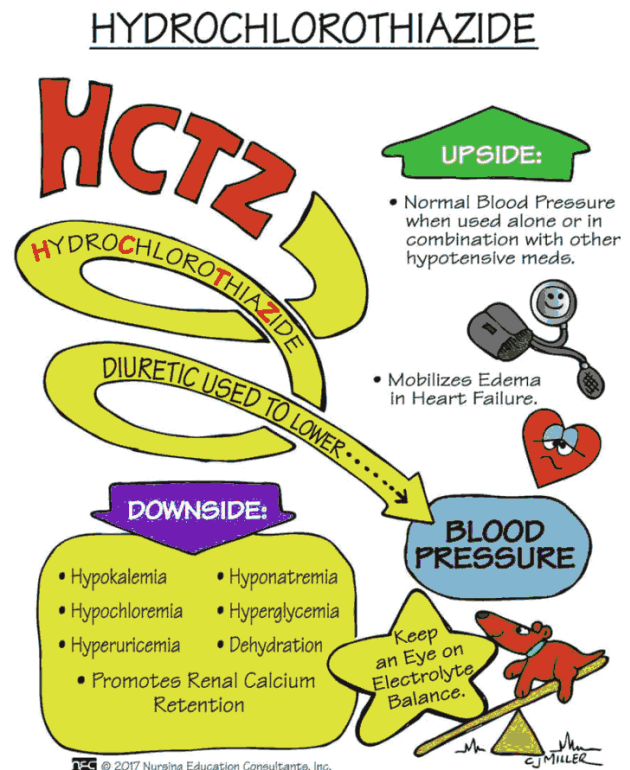 HYDROCHLOROTHIAZIDE
HCTZ
HYDROCHLOROTHIAZIDE
DIURETIC USED TO LOWER......
BLOOD
PRESSURE
UPSIDE:
• Normal Blood Pressure
when used alone or in
combination with other
hypotensive meds.
• Mobilizes Edema
in Heart Failure.
DOWNSIDE:
• Hypokalemia
• Hyponatremia
• Hypochloremia
• Hyperglycemia
• Hyperuricemia
• Dehydration
• Promotes Renal Calcium
Retention
Keep
an Eye on
Electrolyte
Balance.
CJMILLER
NEC © 2017 Nursing Education Consultants, Inc.